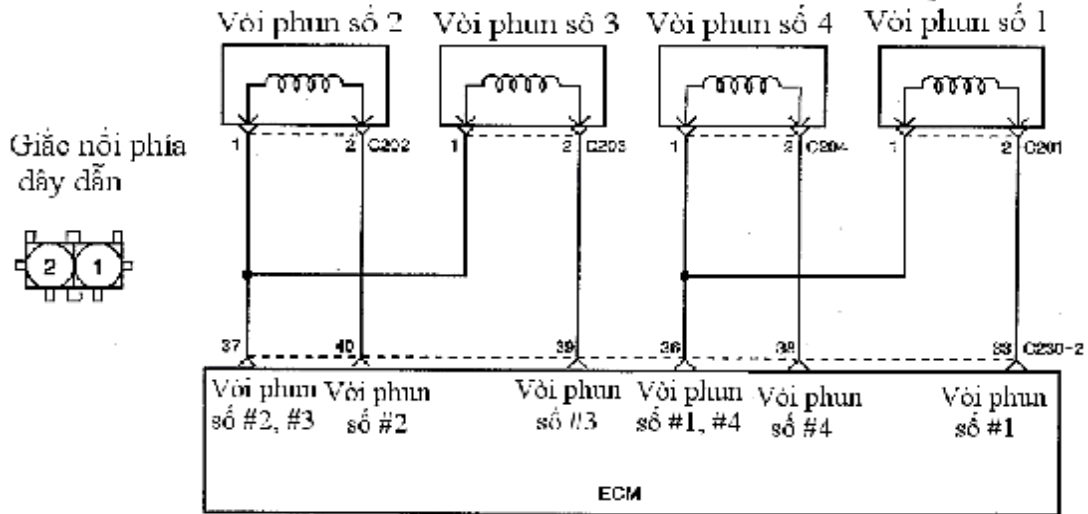 Vòi phun số 2 Vòi phun sô 3 Vòi phun số 4 Vòi phun số 1
1 2 C202 1 2 C203 1 2 C204 1 2 C201
Giắc nối phía
dây dẫn
2 1
37 40 39 36 38 33 C230-2
Vòi phun Vòi phun Vòi phun Vòi phun Vòi phun Vòi phun
số #2, #3 số #2 số #3 số #1, #4 số #4 số #1
ECM